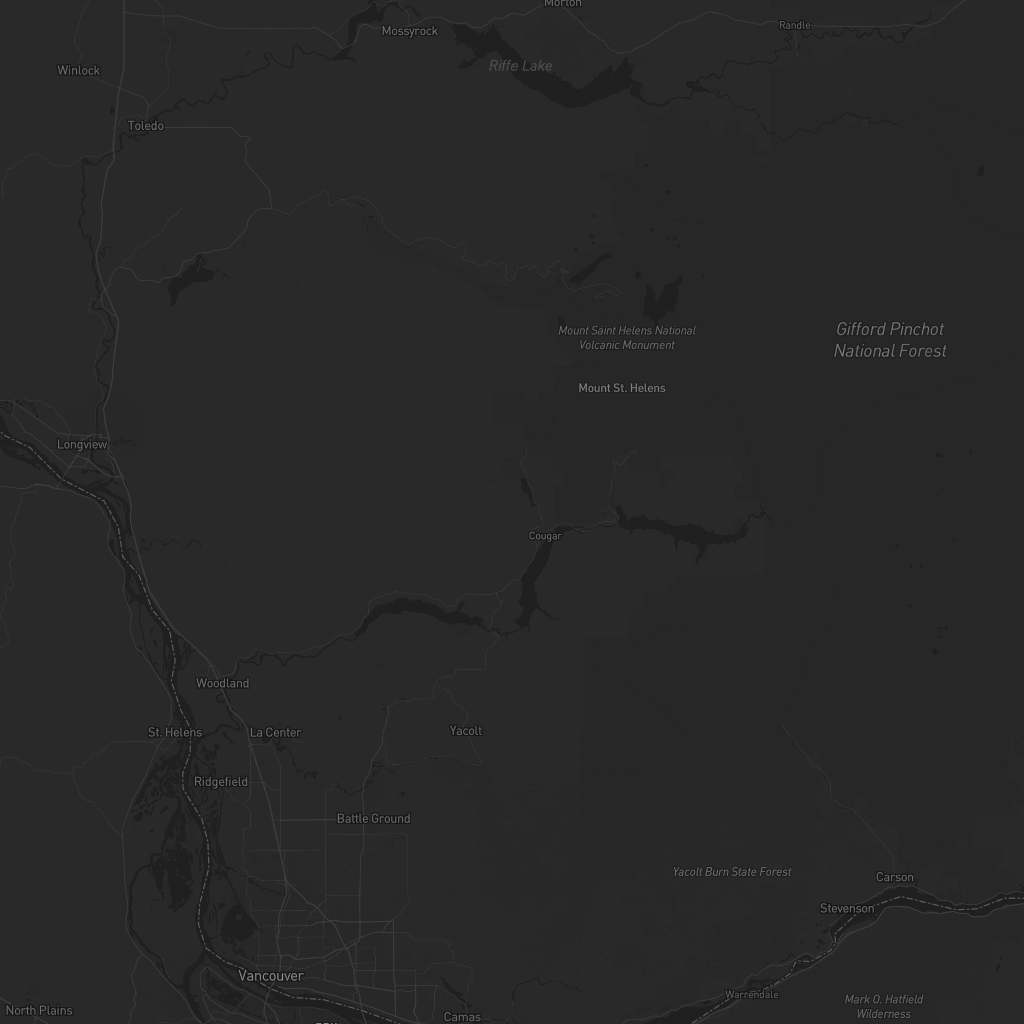 Morton
Randle
Mossyrock
Riffe Lake
Winlock
Toledo
Mount Saint Helens National
Volcanic Monument
Gifford Pinchot
National Forest
Mount St. Helens
Longview
Cougar
Woodland
St. Helens
La Center
Yacolt
Ridgefield
Battle Ground
Yacolt Burn State Forest
Carson
Stevenson
Vancouver
Warrendale
Mark O. Hatfield
Wilderness
North Plains
Camas